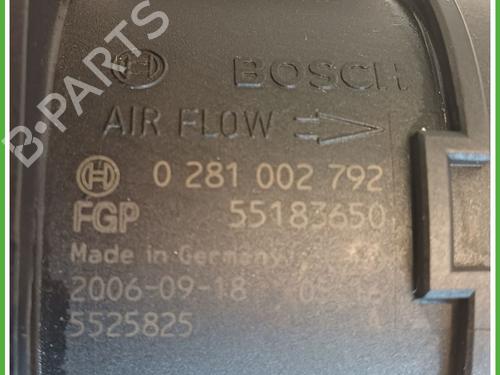 B-PARTS
BOSCH
AIR FLOW
0 281 002 792
FGP 55183650
Made in Germany
2006-09-18
5525825